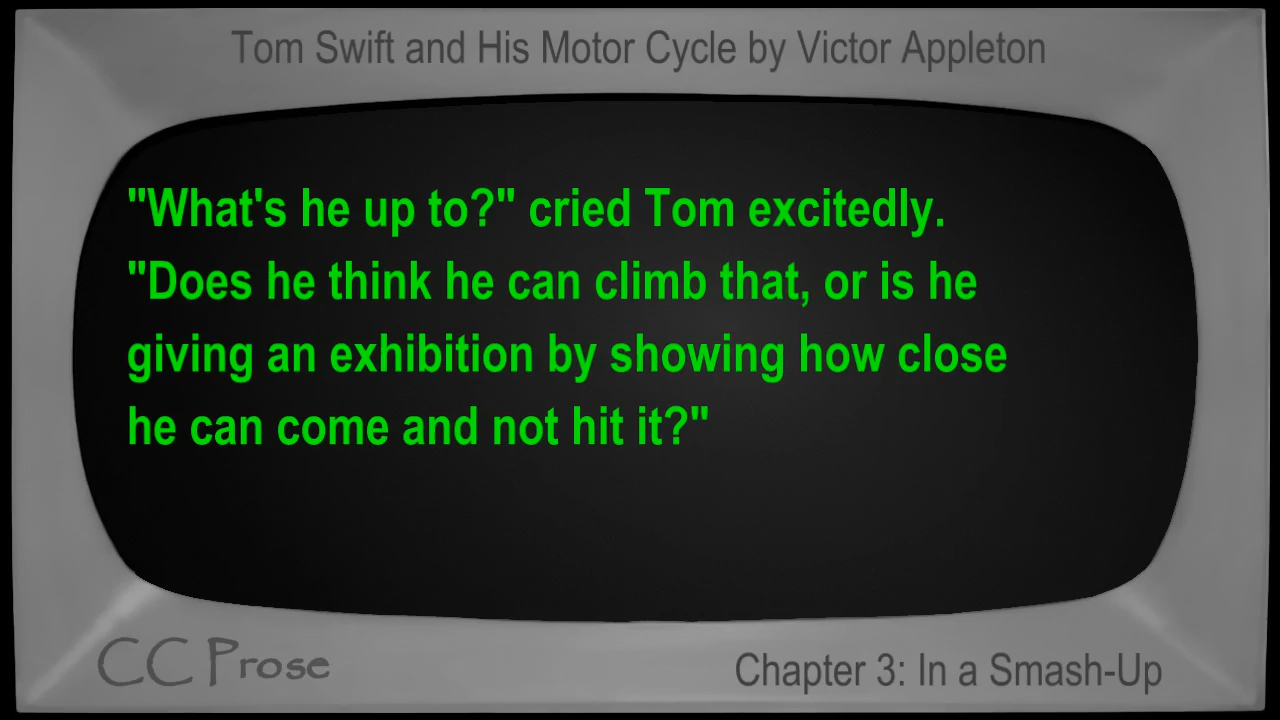 Tom Swift and His Motor Cycle by Victor Appleton
"What's he up to?" cried Tom excitedly.
"Does he think he can climb that, or is he
giving an exhibition by showing how close
he can come and not hit it?"
CC Prose
Chapter 3: In a Smash-Up